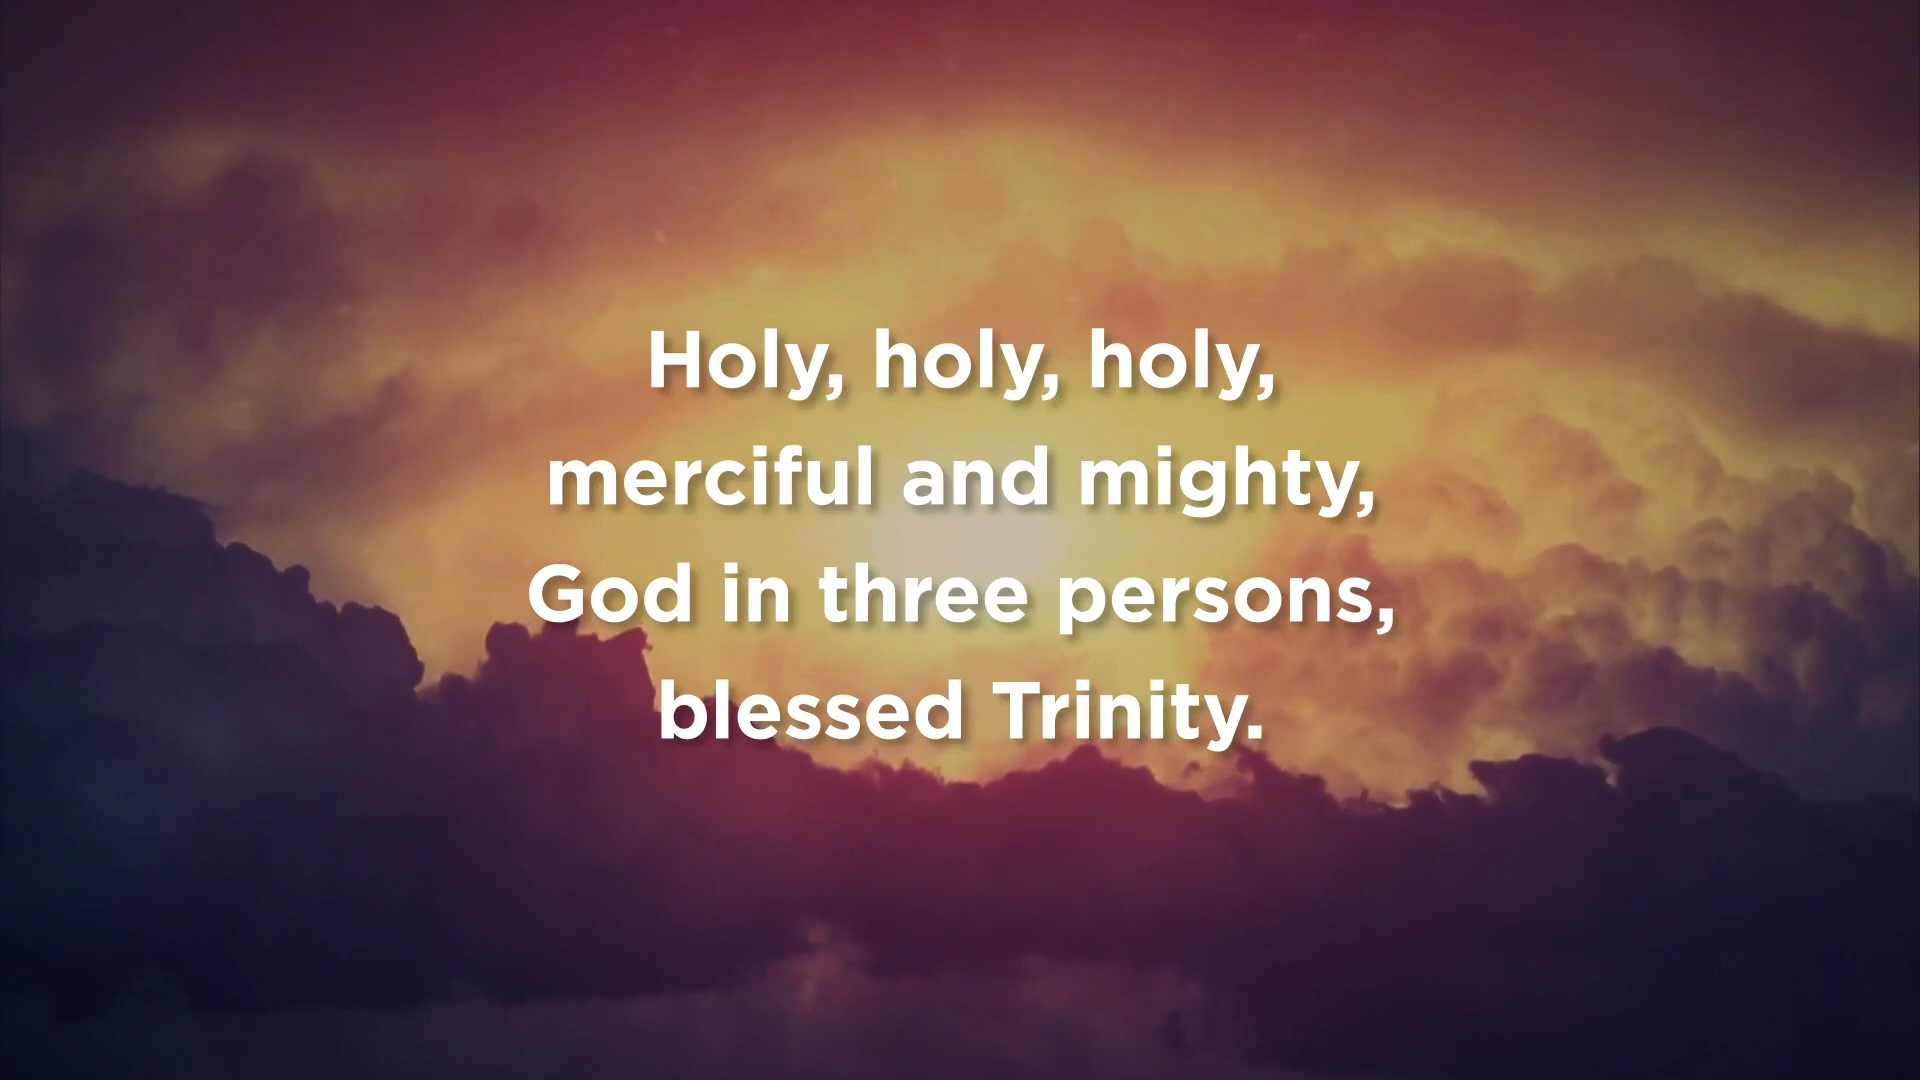 Holy, holy, holy,
merciful and mighty,
God in three persons,
blessed Trinity.